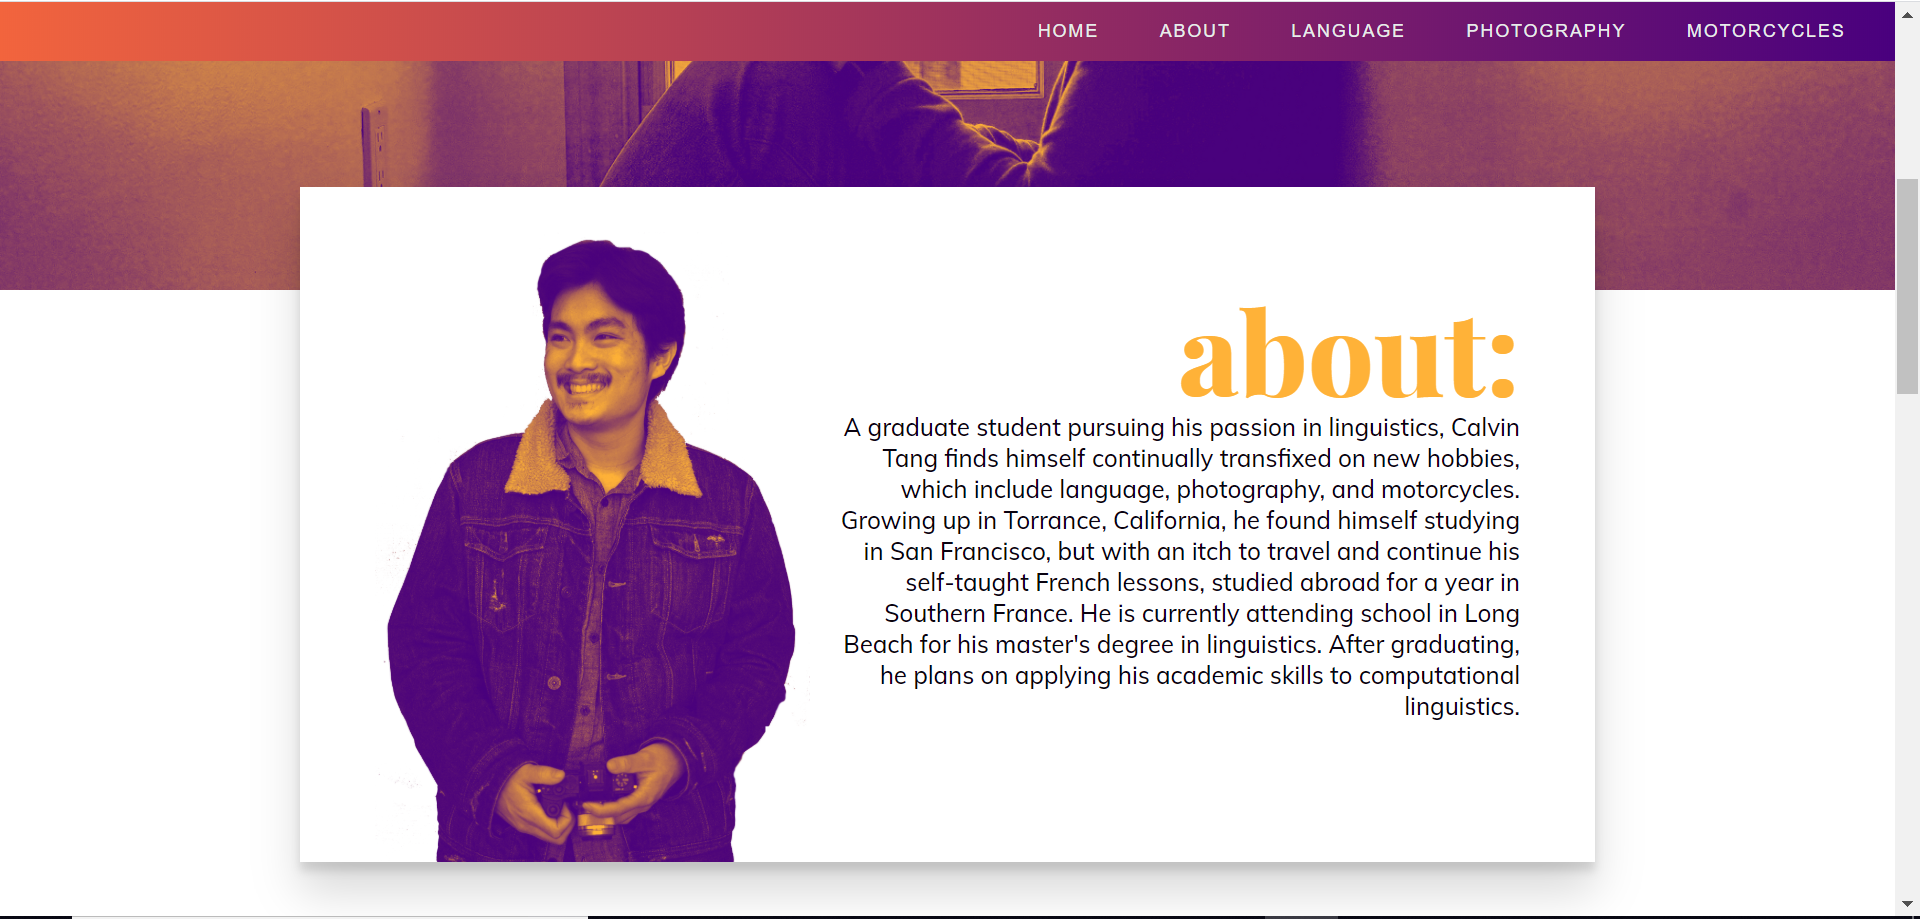 HOME ABOUT LANGUAGE PHOTOGRAPHY MOTORCYCLES
about:
A graduate student pursuing his passion in linguistics, Calvin
Tang finds himself continually transfixed on new hobbies,
which include language, photography, and motorcycles.
Growing up in Torrance, California, he found himself studying
in San Francisco, but with an itch to travel and continue his
self-taught French lessons, studied abroad for a year in
Southern France. He is currently attending school in Long
Beach for his master's degree in linguistics. After graduating,
he plans on applying his academic skills to computational
linguistics.